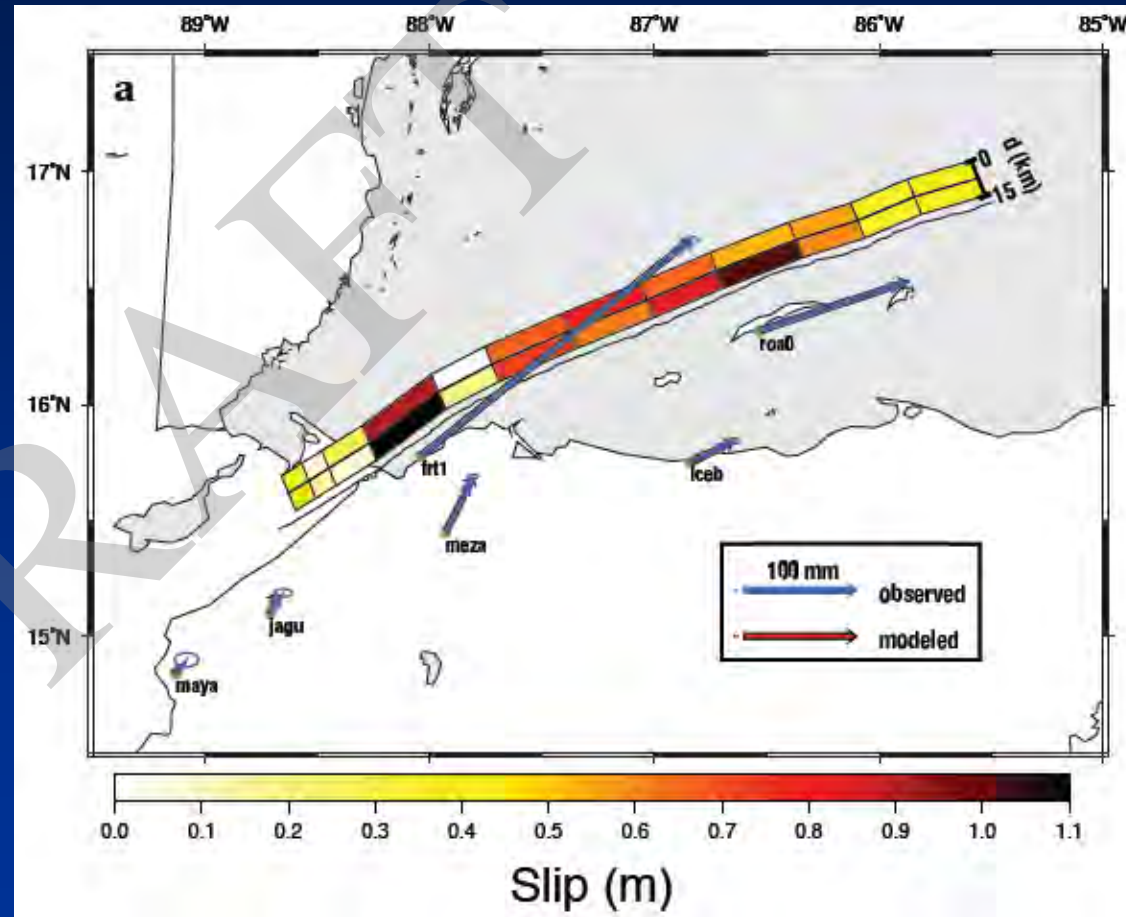 89°W 88°W 87°W 86°W 85°W
a
17°N
0
d (km)
15
roa0
16°N
frt1
lceb
meza
100 mm
observed
modeled
jagu
15°N
maya
0.0 0.1 0.2 0.3 0.4 0.5 0.6 0.7 0.8 0.9 1.0 1.1
Slip (m)
DRAFT